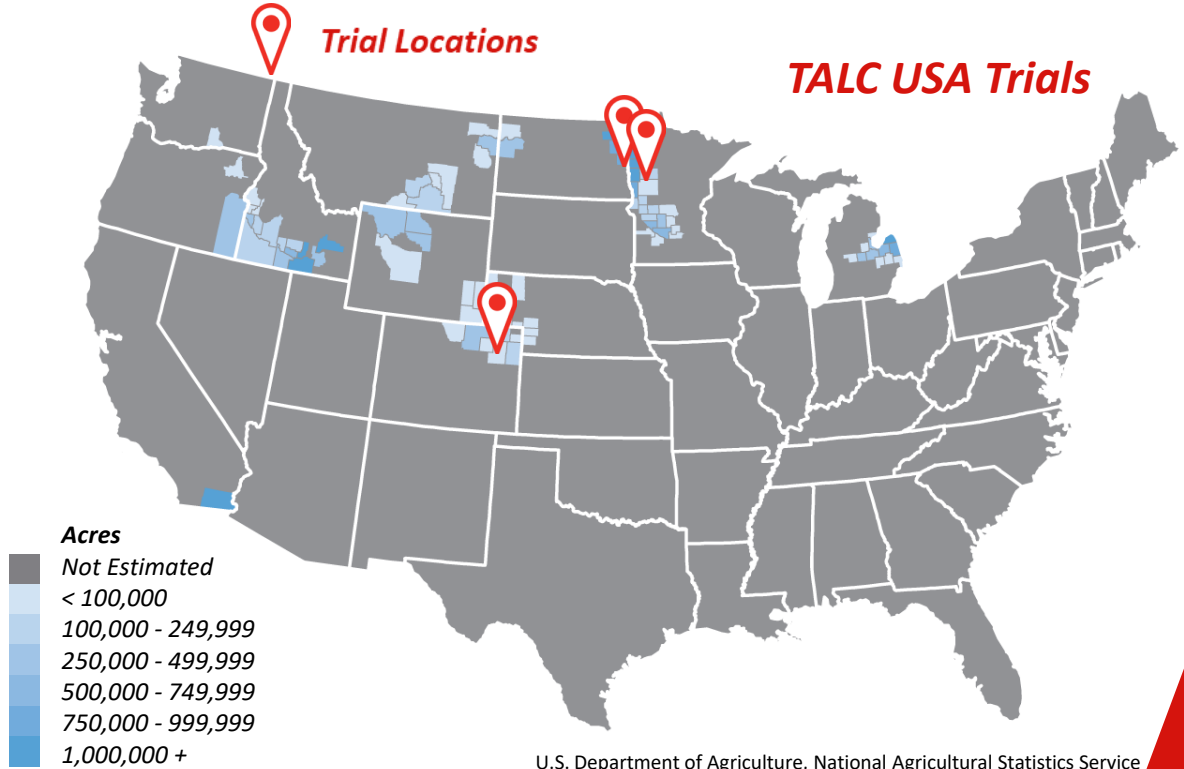 Trial Locations
TALC USA Trials
Acres
Not Estimated
< 100,000
100,000 - 249,999
250,000 - 499,999
500,000 - 749,999
750,000 - 999,999
1,000,000 +
U.S. Department of Agriculture, National Agricultural Statistics Service